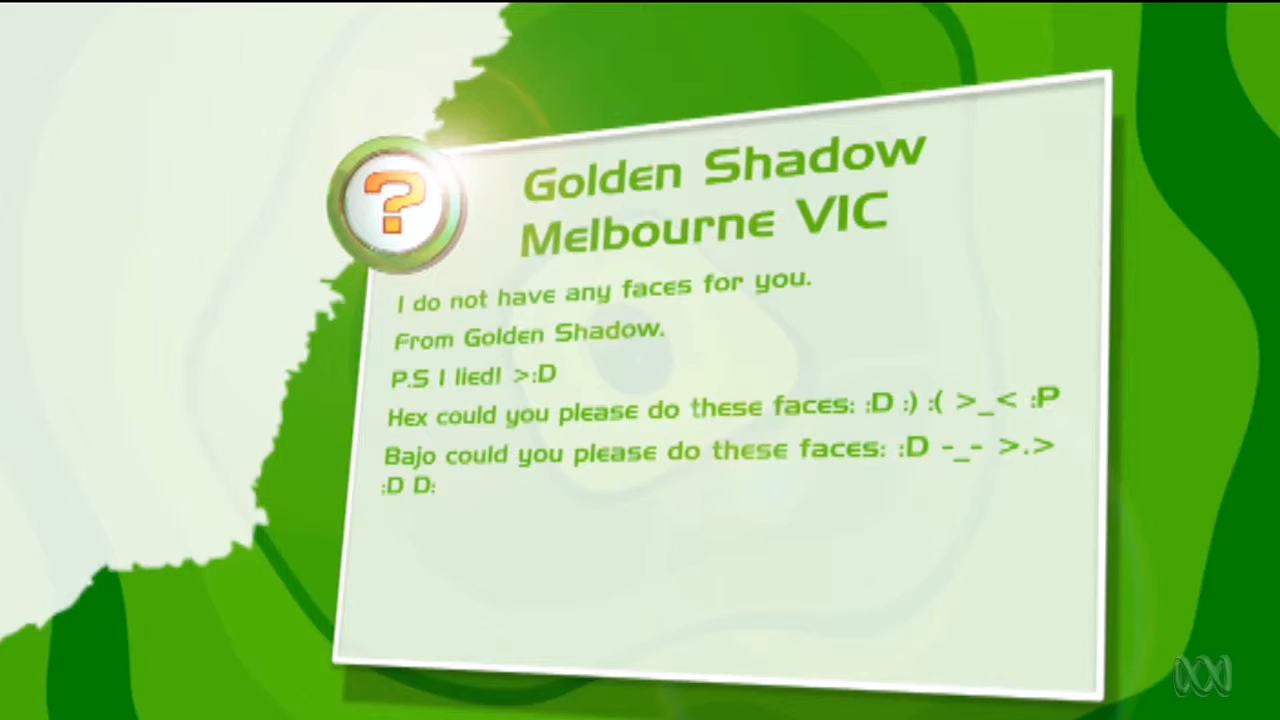 ?
Golden Shadow
Melbourne VIC
I do not have any faces for you.
From Golden Shadow.
P.S I lied! >:D
Hex could you please do these faces: :D :) :( >_< :P
Bajo could you please do these faces: :D -_- >.>
:D D: